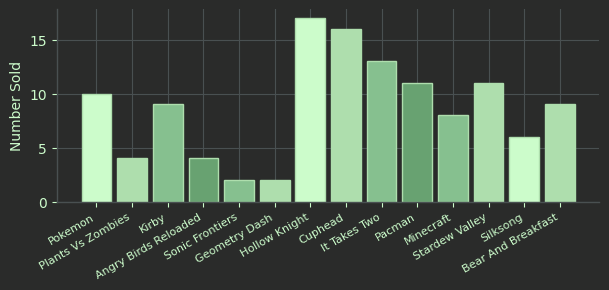 Number Sold
15
10
5
0
Pokemon
Plants Vs Zombies
Kirby
Angry Birds Reloaded
Sonic Frontiers
Geometry Dash
Hollow Knight
Cuphead
It Takes Two
Pacman
Minecraft
Stardew Valley
Silksong
Bear And Breakfast